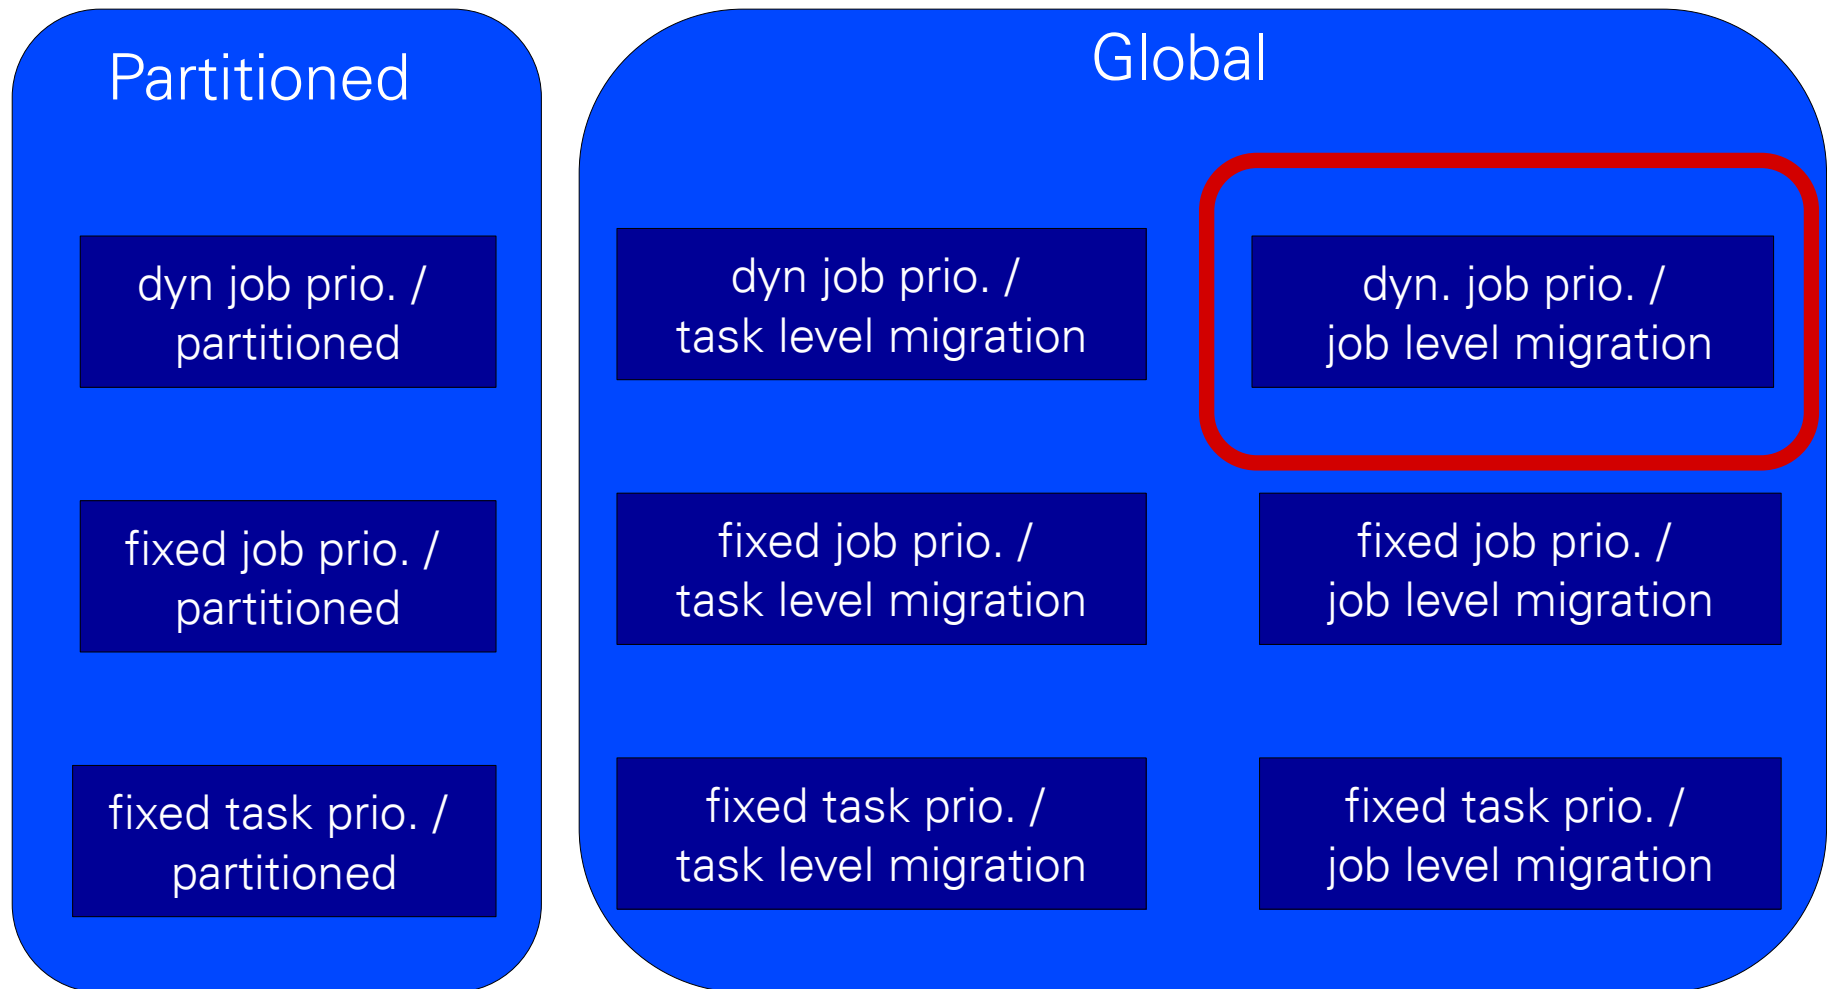 Partitioned
dyn job prio. /
partitioned
fixed job prio. /
partitioned
fixed task prio. /
partitioned
Global
dyn job prio. /
task level migration
dyn. job prio. /
job level migration
fixed job prio. /
task level migration
fixed job prio. /
job level migration
fixed task prio. /
task level migration
fixed task prio. /
job level migration